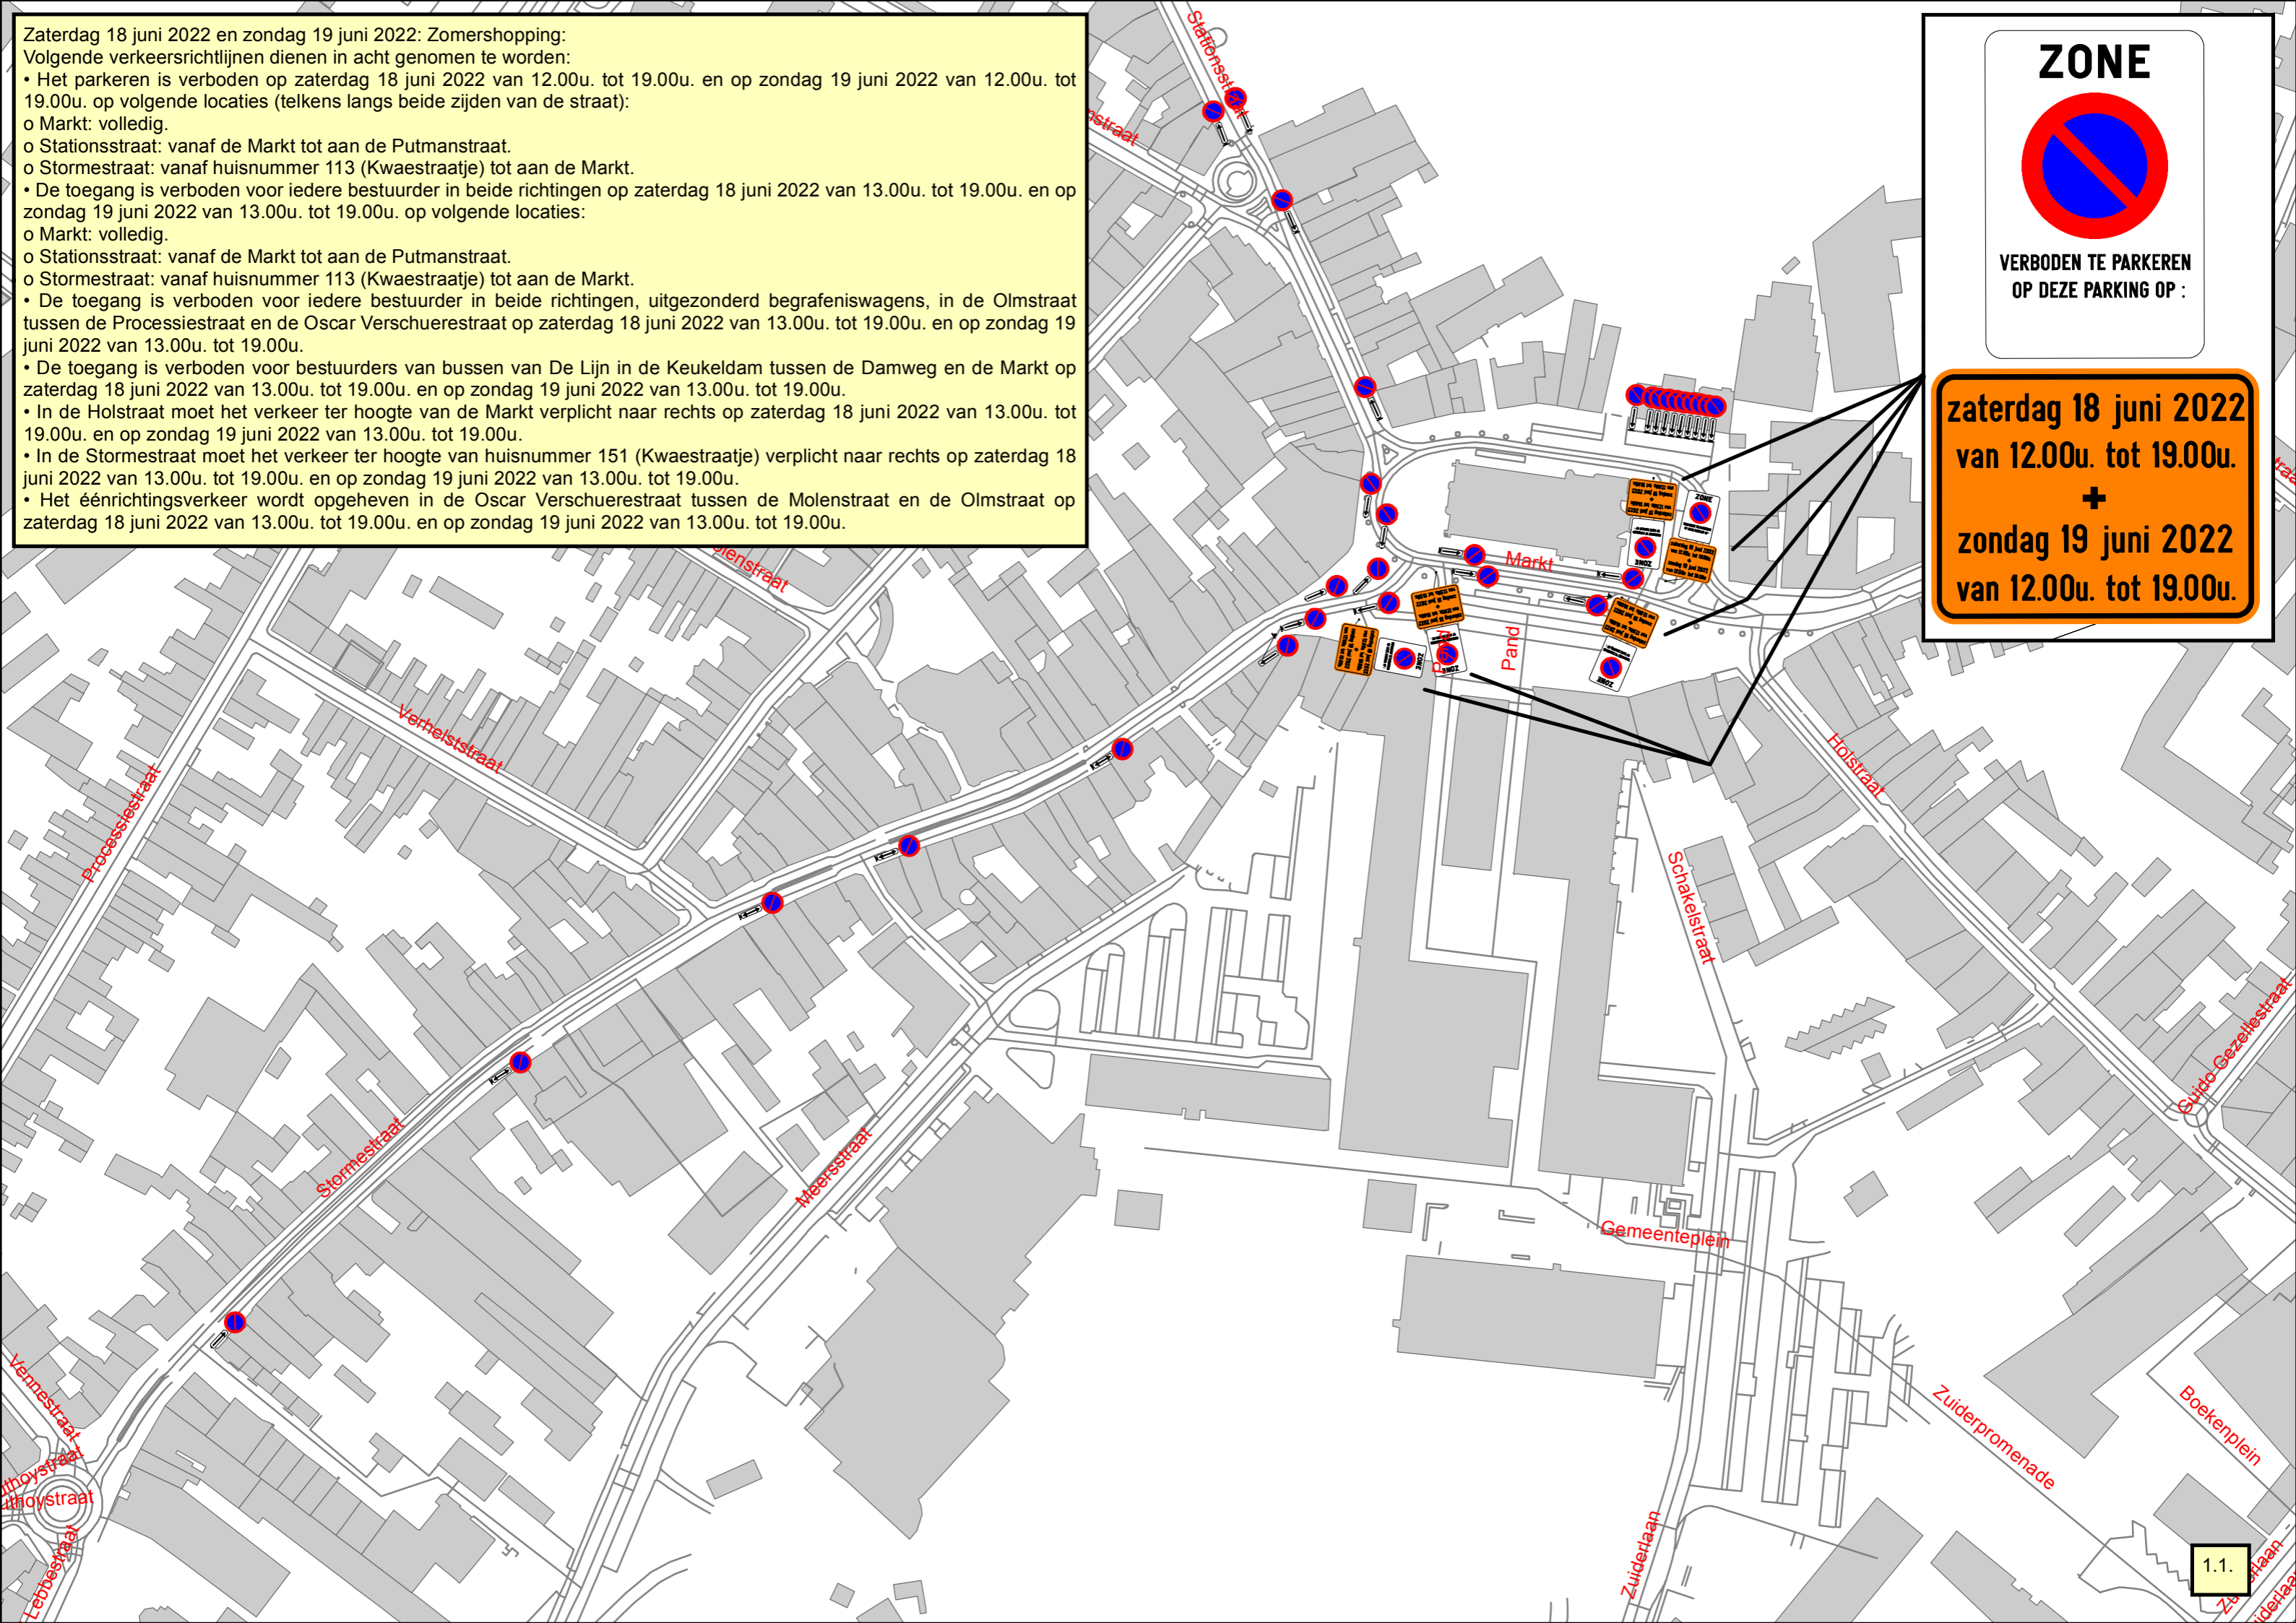 Zaterdag 18 juni 2022 en zondag 19 juni 2022: Zomershopping:
Volgende verkeersrichtlijnen dienen in acht genomen te worden:
• Het parkeren is verboden op zaterdag 18 juni 2022 van 12.00u. tot 19.00u. en op zondag 19 juni 2022 van 12.00u. tot
19.00u. op volgende locaties (telkens langs beide zijden van de straat):
o Markt: volledig.
o Stationsstraat: vanaf de Markt tot aan de Putmanstraat.
o Stormestraat: vanaf huisnummer 113 (Kwaestraatje) tot aan de Markt.
• De toegang is verboden voor iedere bestuurder in beide richtingen op zaterdag 18 juni 2022 van 13.00u. tot 19.00u. en op
zondag 19 juni 2022 van 13.00u. tot 19.00u. op volgende locaties:
o Markt: volledig.
o Stationsstraat: vanaf de Markt tot aan de Putmanstraat.
o Stormestraat: vanaf huisnummer 113 (Kwaestraatje) tot aan de Markt.
• De toegang is verboden voor iedere bestuurder in beide richtingen, uitgezonderd begrafeniswagens, in de Olmstraat
tussen de Processiestraat en de Oscar Verschuerestraat op zaterdag 18 juni 2022 van 13.00u. tot 19.00u. en op zondag 19
juni 2022 van 13.00u. tot 19.00u.
• De toegang is verboden voor bestuurders van bussen van De Lijn in de Keukeldam tussen de Damweg en de Markt op
zaterdag 18 juni 2022 van 13.00u. tot 19.00u. en op zondag 19 juni 2022 van 13.00u. tot 19.00u.
• In de Holstraat moet het verkeer ter hoogte van de Markt verplicht naar rechts op zaterdag 18 juni 2022 van 13.00u. tot
19.00u. en op zondag 19 juni 2022 van 13.00u. tot 19.00u.
• In de Stormestraat moet het verkeer ter hoogte van huisnummer 151 (Kwaestraatje) verplicht naar rechts op zaterdag 18
juni 2022 van 13.00u. tot 19.00u. en op zondag 19 juni 2022 van 13.00u. tot 19.00u.
• Het éénrichtingsverkeer wordt opgeheven in de Oscar Verschuerestraat tussen de Molenstraat en de Olmstraat op
zaterdag 18 juni 2022 van 13.00u. tot 19.00u. en op zondag 19 juni 2022 van 13.00u. tot 19.00u.
ZONE
VERBODEN TE PARKEREN
OP DEZE PARKING OP :
zaterdag 18 juni 2022
van 12.00u. tot 19.00u.
+
zondag 19 juni 2022
van 12.00u. tot 19.00u.
Stationsstraat
nstraat
olenstraat
Markt
ZONE
ZONE
ZONE
ZONE
ZONE
Pand
Pand
Verhelststraat
Processiestraat
Holstraat
Schakelstraat
Guido Gezellestraat
Stormestraat
Meersstraat
Gemeenteplein
Vennestraat
uthoystraat
uthoystraat
Lebbestraat
Zuiderpromenade
Boekenplein
Zuiderlaan
1.1.